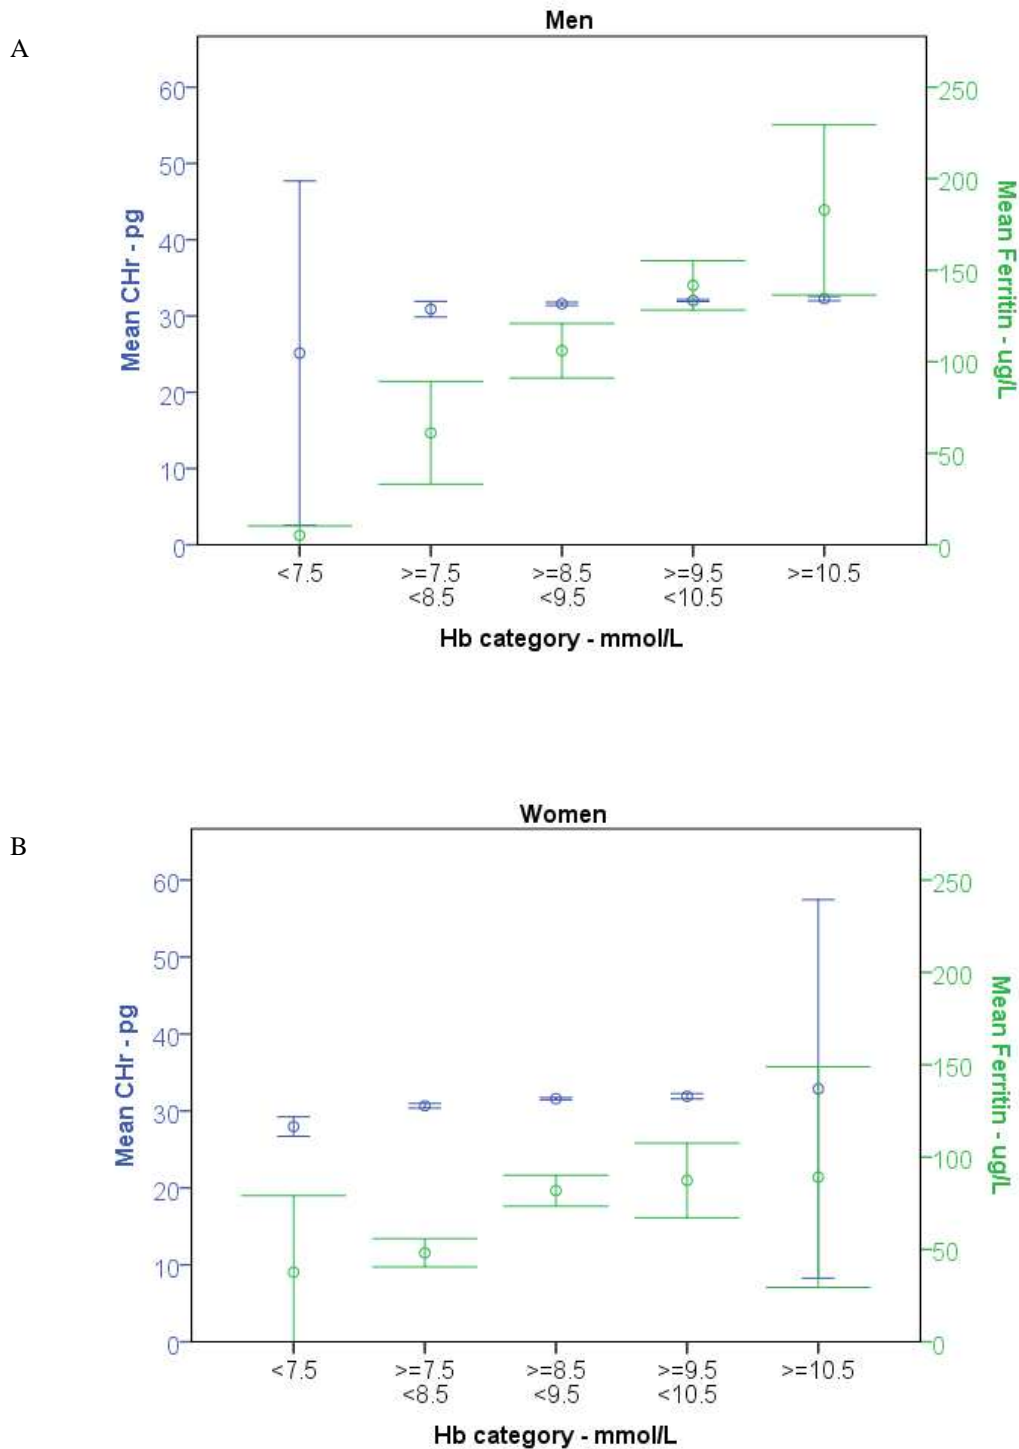 A
Men
60
50
40
30
20
10
0
Mean CHr - pg
250
200
150
100
50
0
Mean Ferritin - ug/L
<7.5 >=7.5 >=8.5 >=9.5 >=10.5
<8.5 <9.5 <10.5
Hb category - mmol/L
B
Women
60
50
40
30
20
10
0
Mean CHr - pg
250
200
150
100
50
0
Mean Ferritin - ug/L
<7.5 >=7.5 >=8.5 >=9.5 >=10.5
<8.5 <9.5 <10.5
Hb category - mmol/L